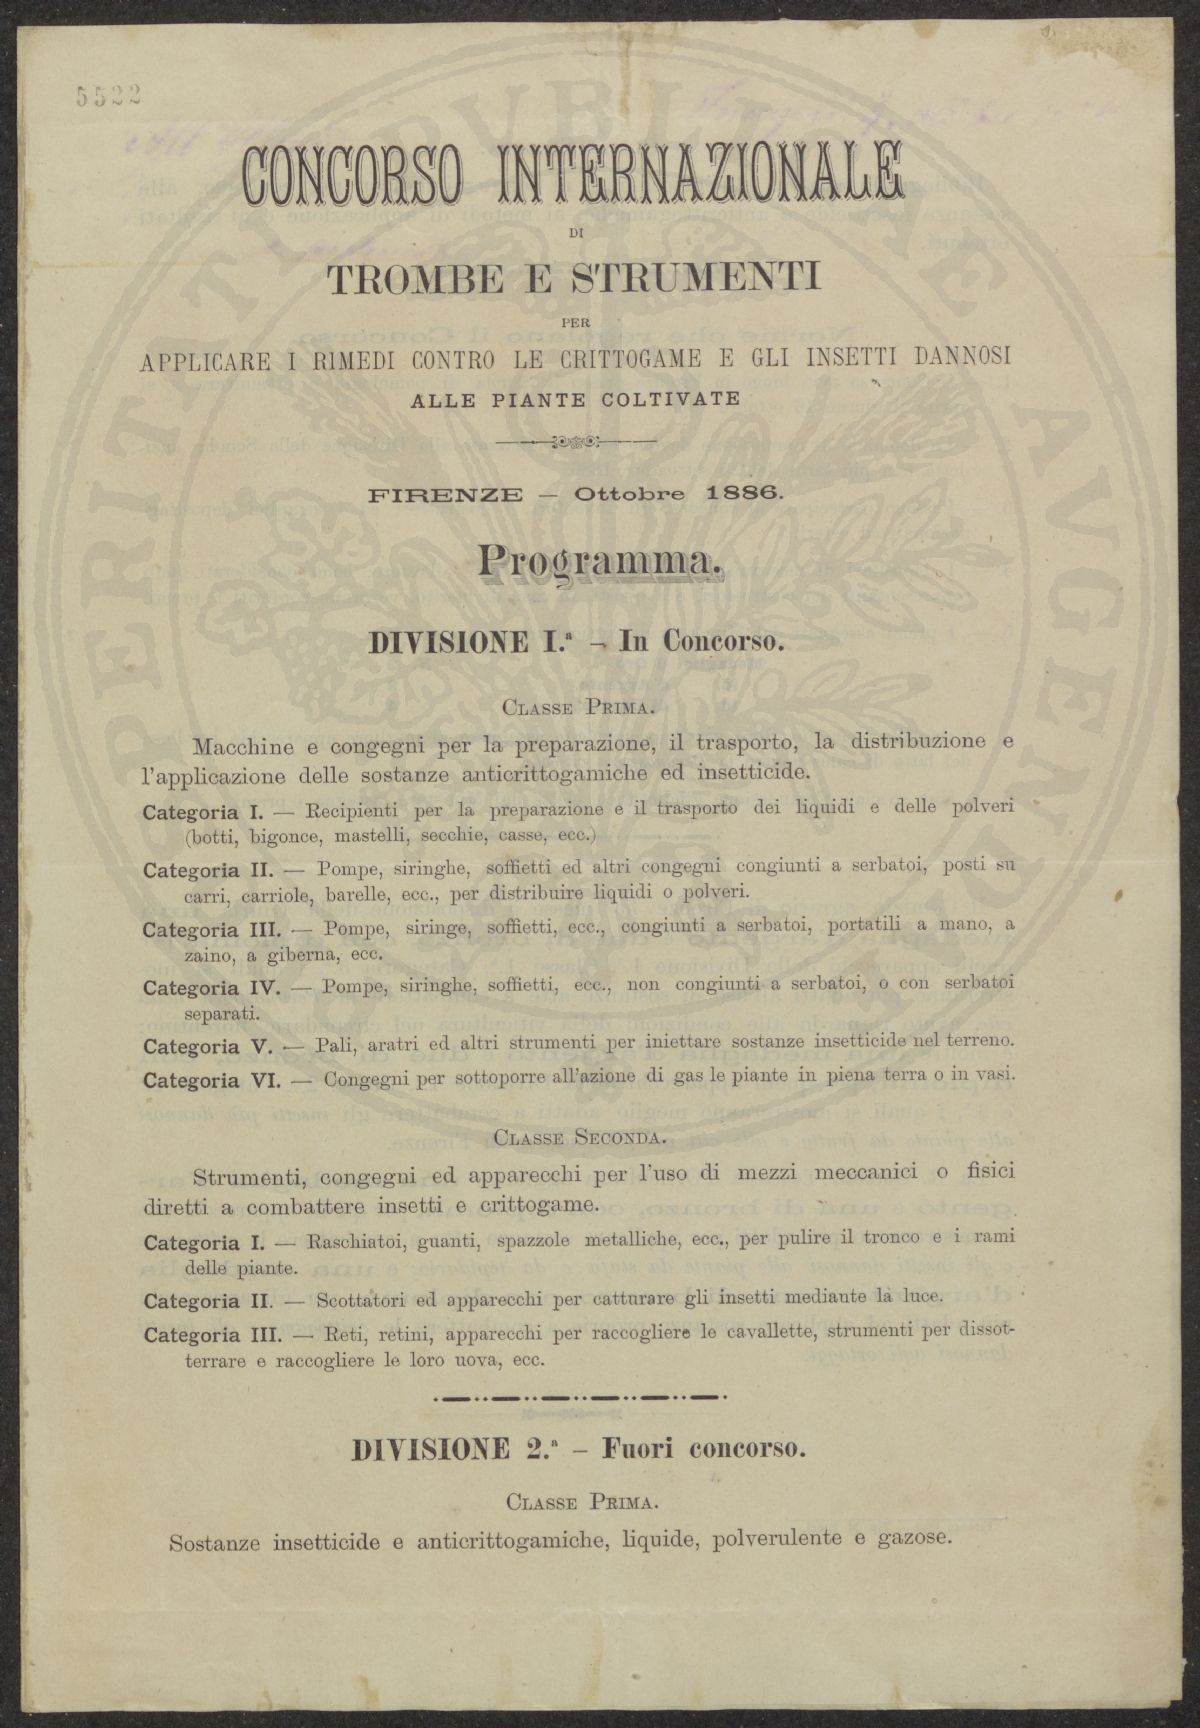 5522
CONCORSO INTERNAZIONALE
DI
TROMBE E STRUMENTI
PER
APPLICARE I RIMEDI CONTRO LE CRITTOGAME E GLI INSETTI DANNOSI
ALLE PIANTE COLTIVATE
FIRENZE — Ottobre 1886.
Programma.
DIVISIONE I.ª – In Concorso.
CLASSE PRIMA.
Macchine e congegni per la preparazione, il trasporto, la distribuzione e
l'applicazione delle sostanze anticrittogamiche ed insetticide.
Categoria I. — Recipienti per la preparazione e il trasporto dei liquidi e delle polveri
(botti, bigonce, mastelli, secchie, casse, ecc.)
Categoria II. — Pompe, siringhe, soffietti ed altri congegni congiunti a serbatoi, posti su
carri, carriole, barelle, ecc., per distribuire liquidi o polveri.
Categoria III. — Pompe, siringe, soffietti, ecc., congiunti a serbatoi, portatili a mano, a
zaino, a giberna, ecc.
Categoria IV. — Pompe, siringhe, soffietti, ecc., non congiunti a serbatoi, o con serbatoi
separati.
Categoria V. — Pali, aratri ed altri strumenti per iniettare sostanze insetticide nel terreno.
Categoria VI. — Congegni per sottoporre all'azione di gas le piante in piena terra o in vasi.
CLASSE SECONDA.
Strumenti, congegni ed apparecchi per l'uso di mezzi meccanici o fisici
diretti a combattere insetti e crittogame.
Categoria I. — Raschiatoi, guanti, spazzole metalliche, ecc., per pulire il tronco e i rami
delle piante.
Categoria II. — Scottatori ed apparecchi per catturare gli insetti mediante la luce.
Categoria III. — Reti, retini, apparecchi per raccogliere le cavallette, strumenti per dissot-
terrare e raccogliere le loro uova, ecc.
DIVISIONE 2.ª – Fuori concorso.
CLASSE PRIMA.
Sostanze insetticide e anticrittogamiche, liquide, polverulente e gazose.